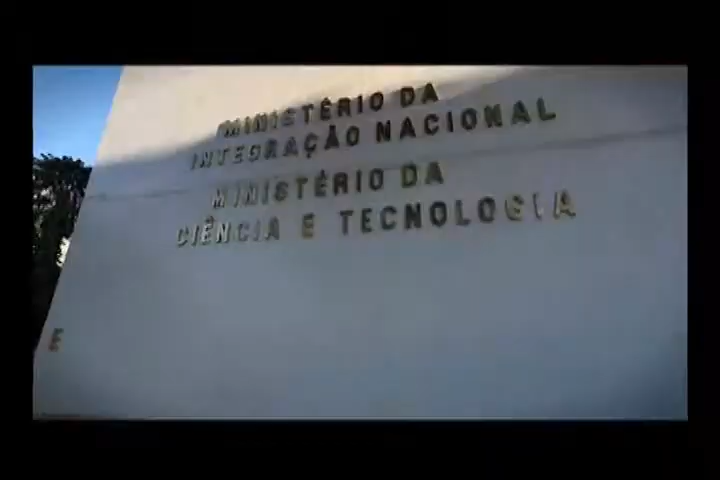 MINISTÉRIO DA
INTEGRAÇÃO NACIONAL
MINISTÉRIO DA
CIÊNCIA E TECNOLOGIA
E